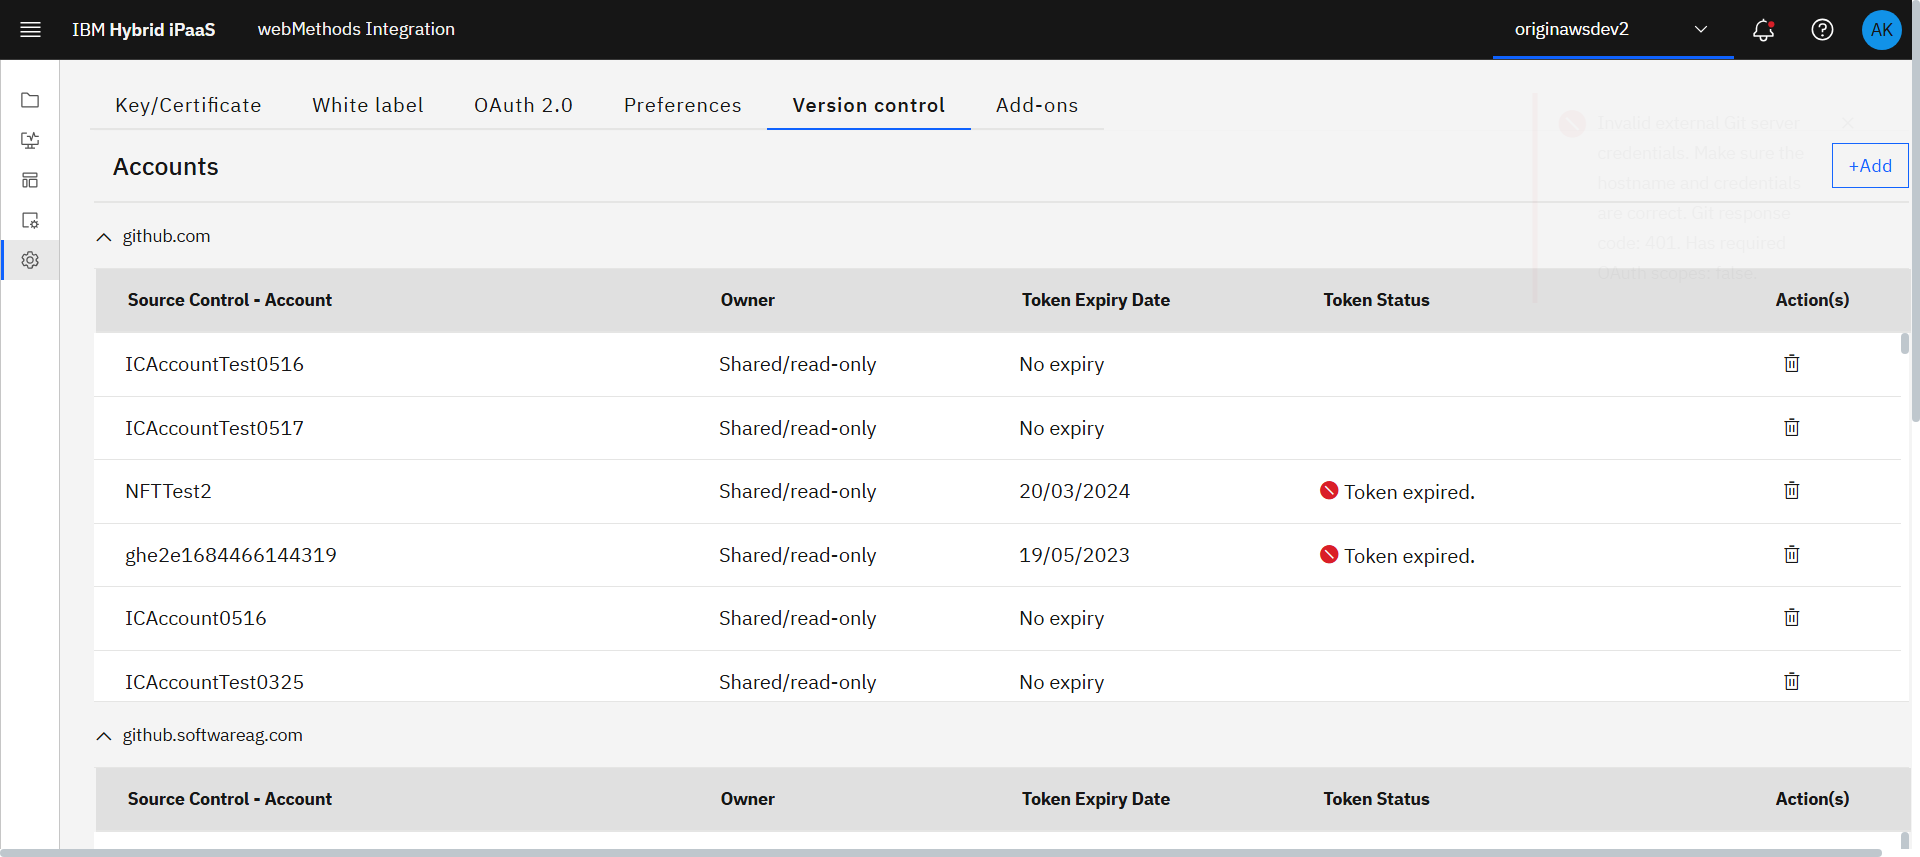 IBM Hybrid iPaaS webMethods Integration originawsdev2 AK
Key/Certificate White label OAuth 2.0 Preferences Version control Add-ons
Invalid external Git server
credentials. Make sure the
hostname and credentials
are correct. Git response
code: 401. Has required
OAuth scopes: false.
Accounts +Add
github.com
Source Control - Account Owner Token Expiry Date Token Status Action(s)
ICAccountTest0516 Shared/read-only No expiry
ICAccountTest0517 Shared/read-only No expiry
NFTTest2 Shared/read-only 20/03/2024 Token expired.
ghe2e1684466144319 Shared/read-only 19/05/2023 Token expired.
ICAccount0516 Shared/read-only No expiry
ICAccountTest0325 Shared/read-only No expiry
github.softwareag.com
Source Control - Account Owner Token Expiry Date Token Status Action(s)